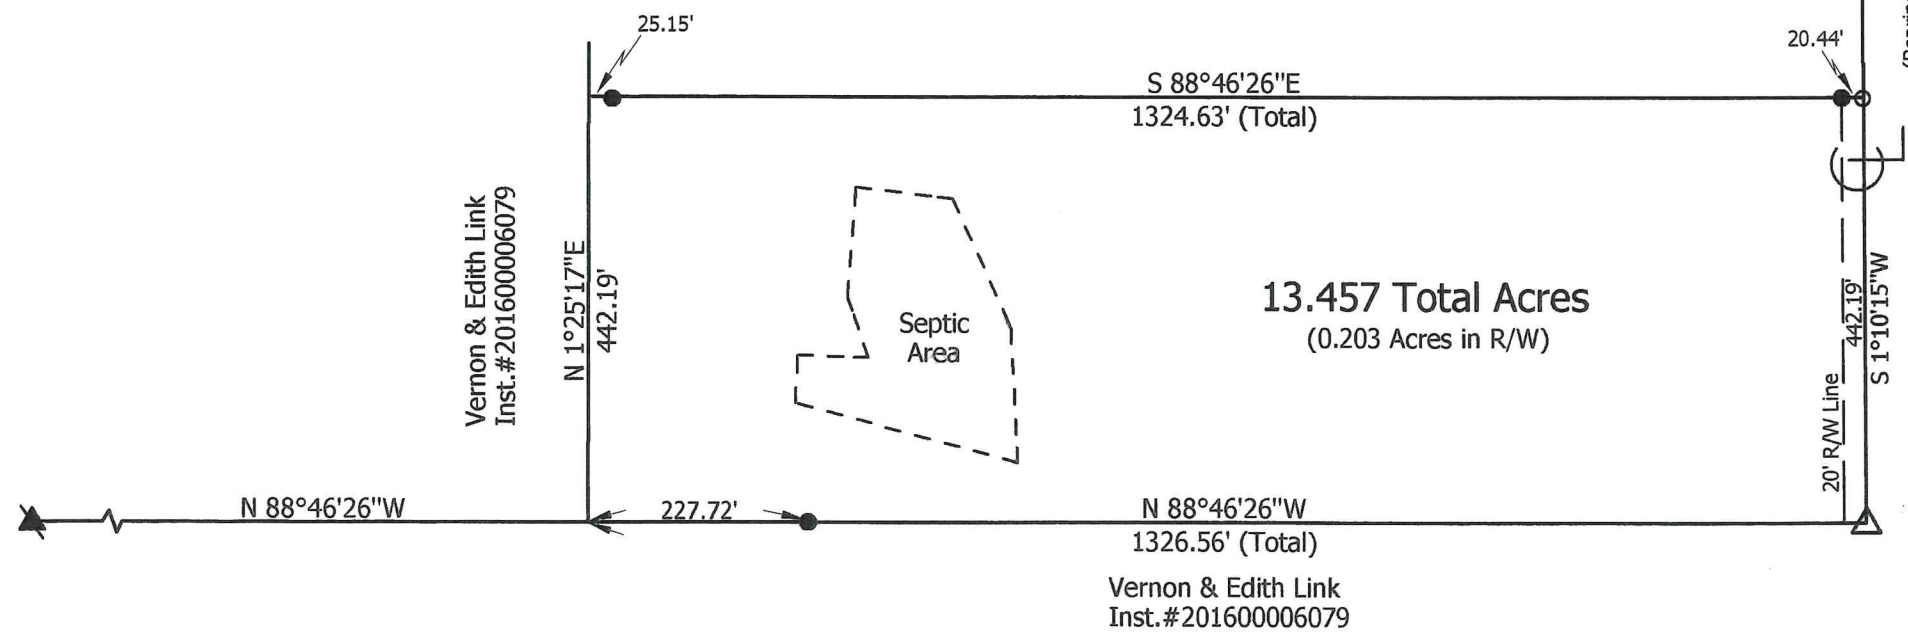 25.15'
20.44'
S 88°46'26"E
1324.63' (Total)
Vernon & Edith Link
Inst.#201600006079
N 1°25'17"E
442.19'
Septic
Area
13.457 Total Acres
(0.203 Acres in R/W)
20' R/W Line
442.19'
S 1°10'15"W
N 88°46'26"W
227.72'
N 88°46'26"W
1326.56' (Total)
Vernon & Edith Link
Inst.#201600006079